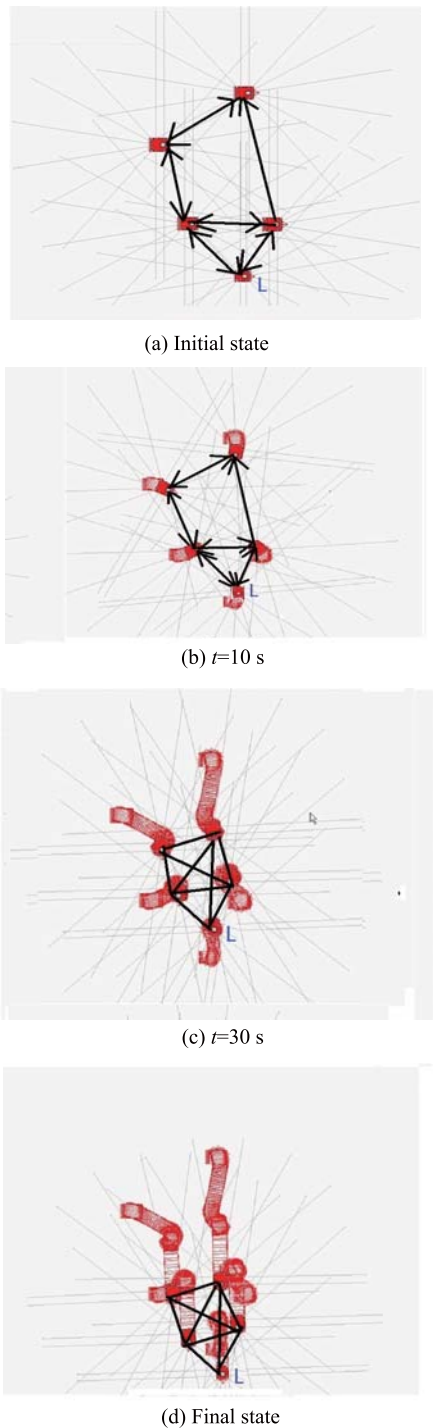 L
(a) Initial state
L
(b) t=10 s
L
(c) t=30 s
L
(d) Final state